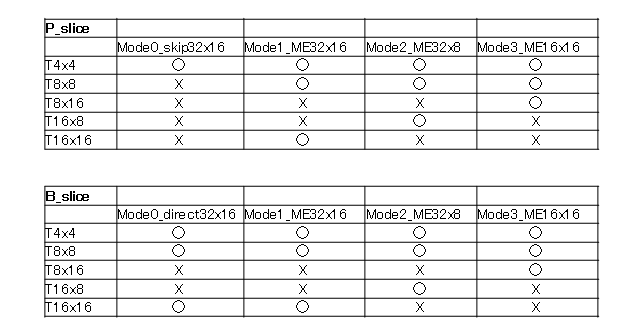 P_slice
Mode0_skip32x16 Mode1_ME32x16 Mode2_ME32x8 Mode3_ME16x16
T4x4 ○ ○ ○ ○
T8x8 X ○ ○ ○
T8x16 X X X ○
T16x8 X X ○ X
T16x16 X ○ X X
B_slice
Mode0_direct32x16 Mode1_ME32x16 Mode2_ME32x8 Mode3_ME16x16
T4x4 ○ ○ ○ ○
T8x8 ○ ○ ○ ○
T8x16 X X X ○
T16x8 X X ○ X
T16x16 ○ ○ X X